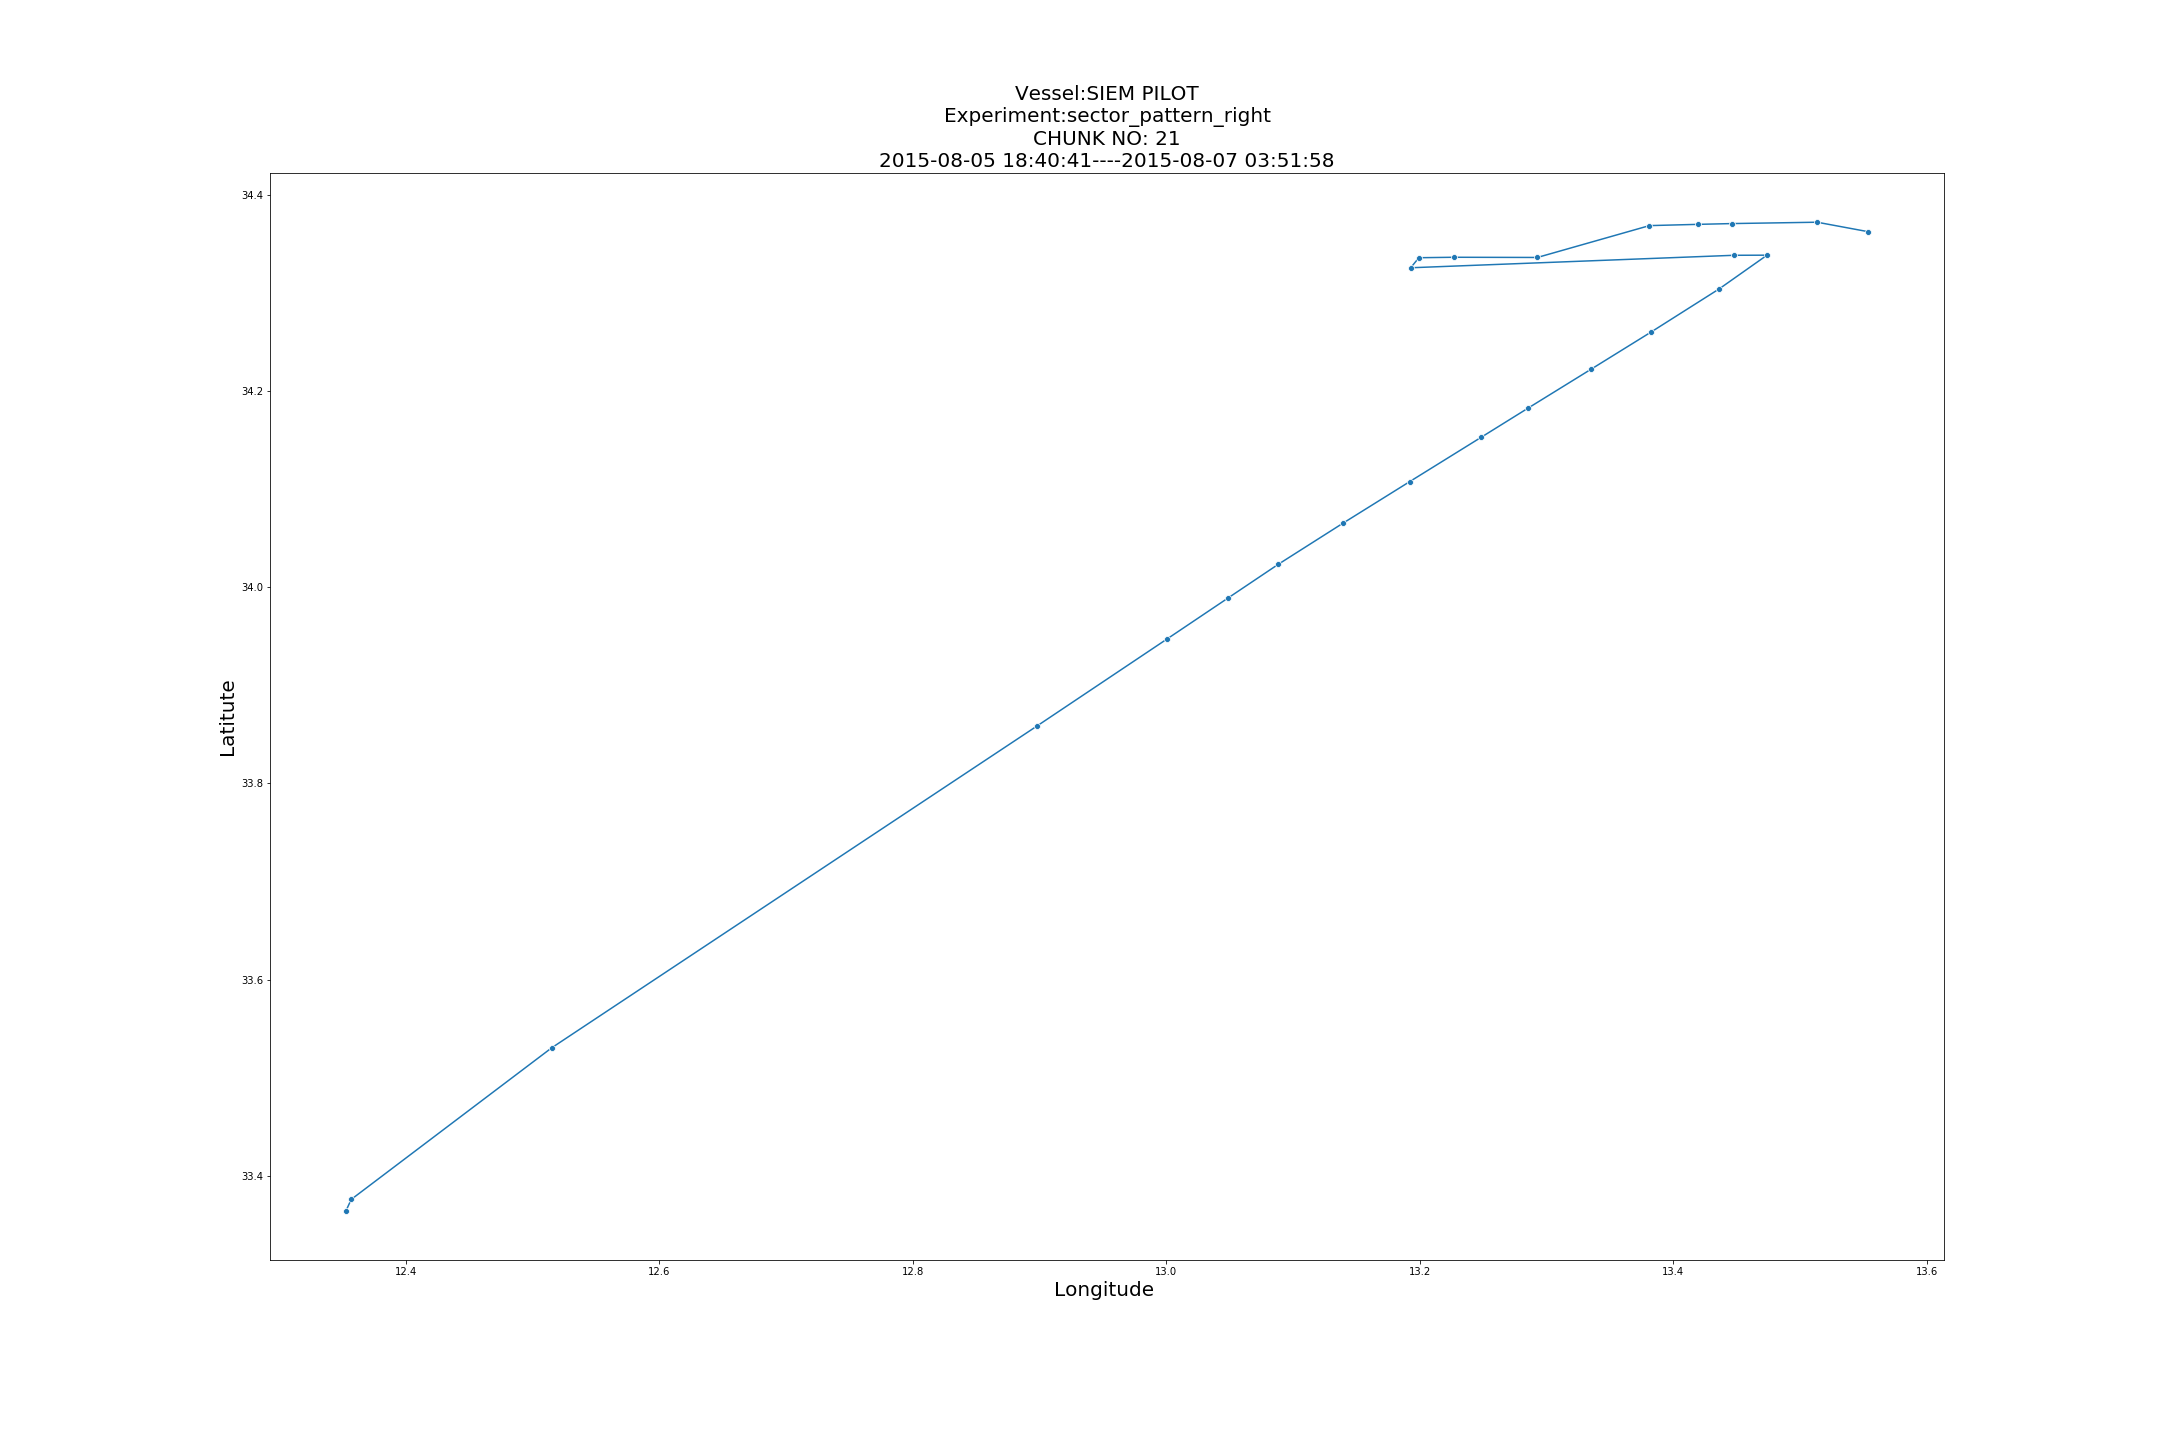 Vessel:SIEM PILOT
Experiment:sector_pattern_right
CHUNK NO: 21
2015-08-05 18:40:41----2015-08-07 03:51:58
34.4
34.2
34.0
33.8
33.6
33.4
Latitute
12.4 12.6 12.8 13.0 13.2 13.4 13.6
Longitude